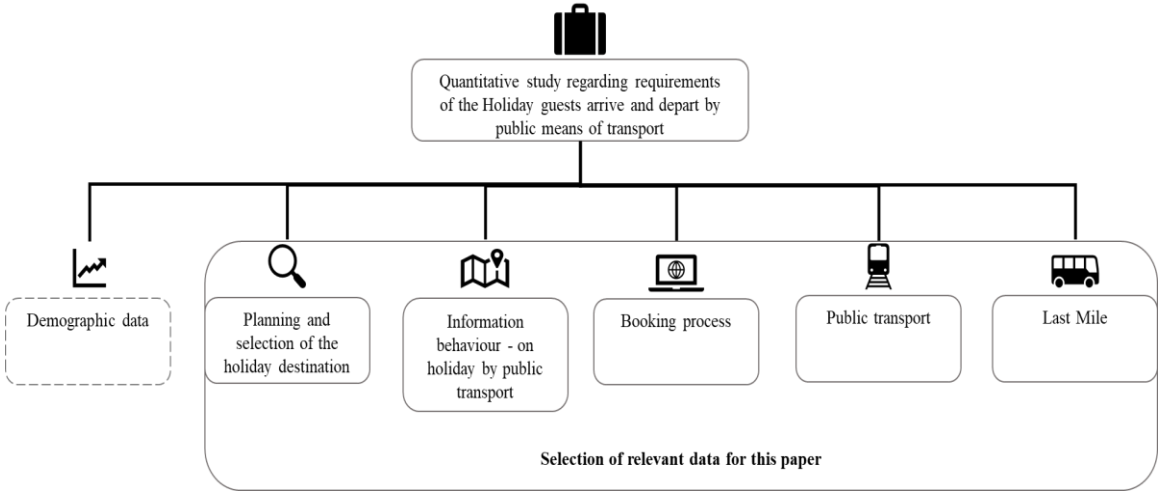 Quantitative study regarding requirements
of the Holiday guests arrive and depart by
public means of transport
Demographic data
Planning and
selection of the
holiday destination
Information
behaviour - on
holiday by public
transport
Booking process
Public transport
Last Mile
Selection of relevant data for this paper